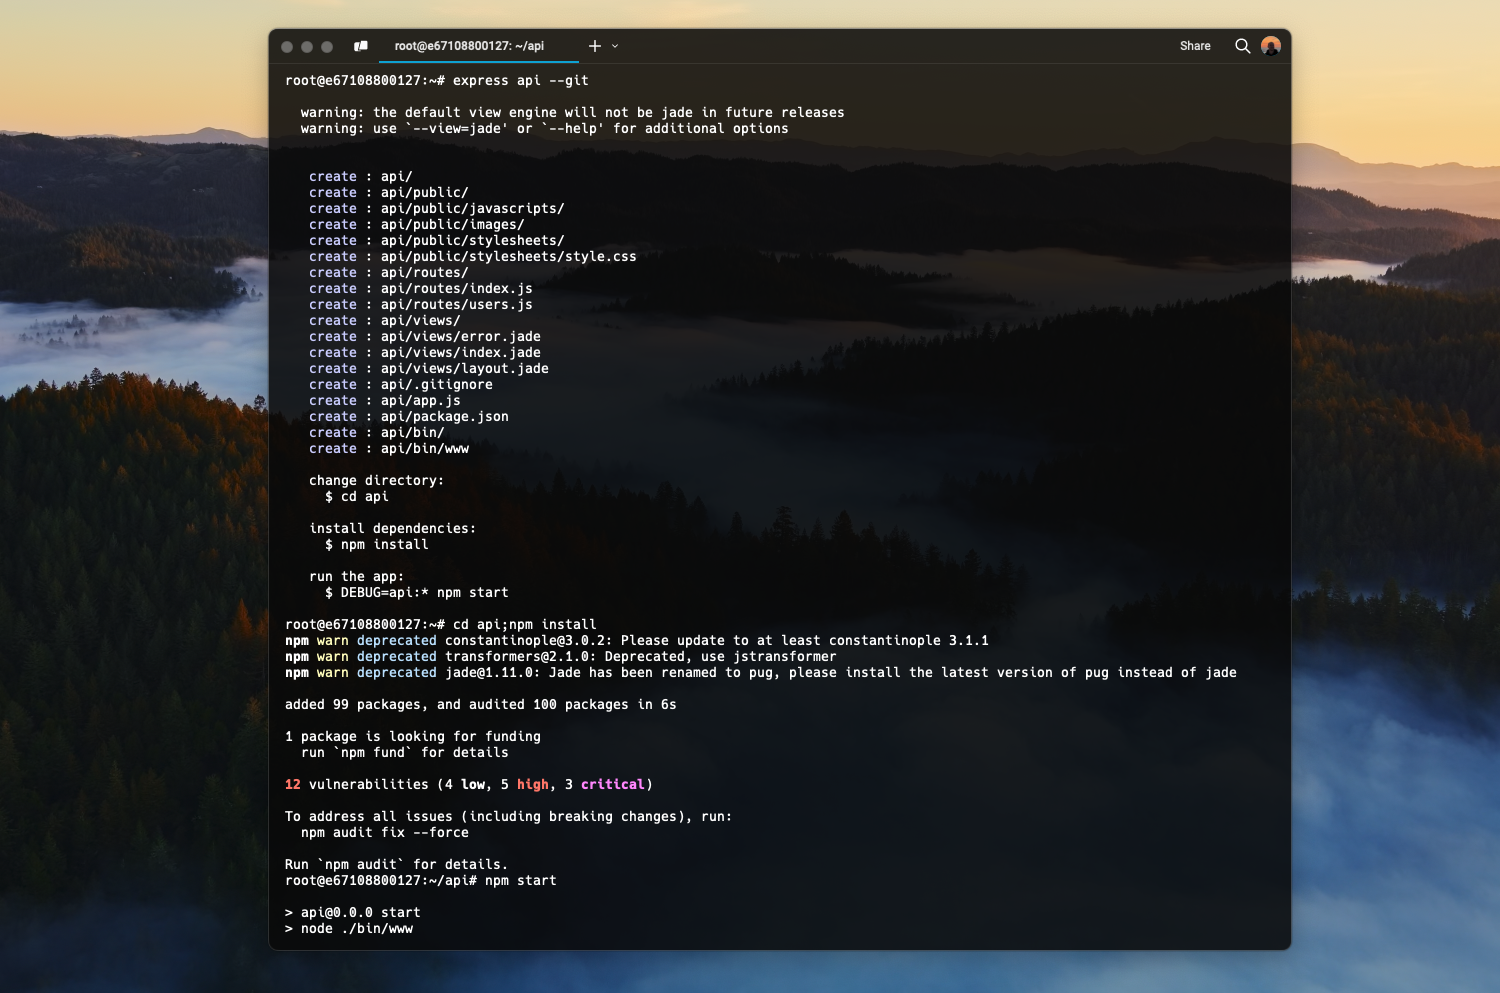 root@e67108800127: ~/api
Share
root@e67108800127:~# express api --git
warning: the default view engine will not be jade in future releases
warning: use `--view=jade' or `--help' for additional options
create : api/
create : api/public/
create : api/public/javascripts/
create : api/public/images/
create : api/public/stylesheets/
create : api/public/stylesheets/style.css
create : api/routes/
create : api/routes/index.js
create : api/routes/users.js
create : api/views/
create : api/views/error.jade
create : api/views/index.jade
create : api/views/layout.jade
create : api/.gitignore
create : api/app.js
create : api/package.json
create : api/bin/
create : api/bin/www
change directory:
$ cd api
install dependencies:
$ npm install
run the app:
$ DEBUG=api:* npm start
root@e67108800127:~# cd api;npm install
npm warn deprecated constantinople@3.0.2: Please update to at least constantinople 3.1.1
npm warn deprecated transformers@2.1.0: Deprecated, use jstransformer
npm warn deprecated jade@1.11.0: Jade has been renamed to pug, please install the latest version of pug instead of jade
added 99 packages, and audited 100 packages in 6s
1 package is looking for funding
run `npm fund` for details
12 vulnerabilities (4 low, 5 high, 3 critical)
To address all issues (including breaking changes), run:
npm audit fix --force
Run `npm audit` for details.
root@e67108800127:~/api# npm start
> api@0.0.0 start
> node ./bin/www